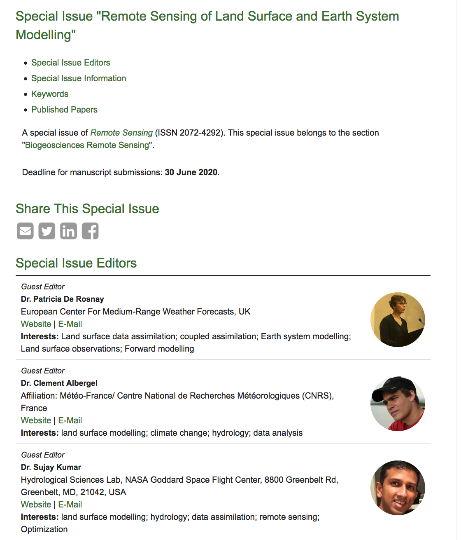 Special Issue "Remote Sensing of Land Surface and Earth System
Modelling"
Special Issue Editors
Special Issue Information
Keywords
Published Papers
A special issue of Remote Sensing (ISSN 2072-4292). This special issue belongs to the section
"Biogeosciences Remote Sensing".
Deadline for manuscript submissions: 30 June 2020.
Share This Special Issue
Special Issue Editors
Guest Editor
Dr. Patricia De Rosnay
European Center For Medium-Range Weather Forecasts, UK
Website | E-Mail
Interests: Land surface data assimilation; coupled assimilation; Earth system modelling;
Land surface observations; Forward modelling
Guest Editor
Dr. Clement Albergel
Affiliation: Météo-France/ Centre National de Recherches Météorologiques (CNRS),
France
Website | E-Mail
Interests: land surface modelling; climate change; hydrology; data analysis
Guest Editor
Dr. Sujay Kumar
Hydrological Sciences Lab, NASA Goddard Space Flight Center, 8800 Greenbelt Rd,
Greenbelt, MD, 21042, USA
Website | E-Mail
Interests: land surface modelling; hydrology; data assimilation; remote sensing;
Optimization